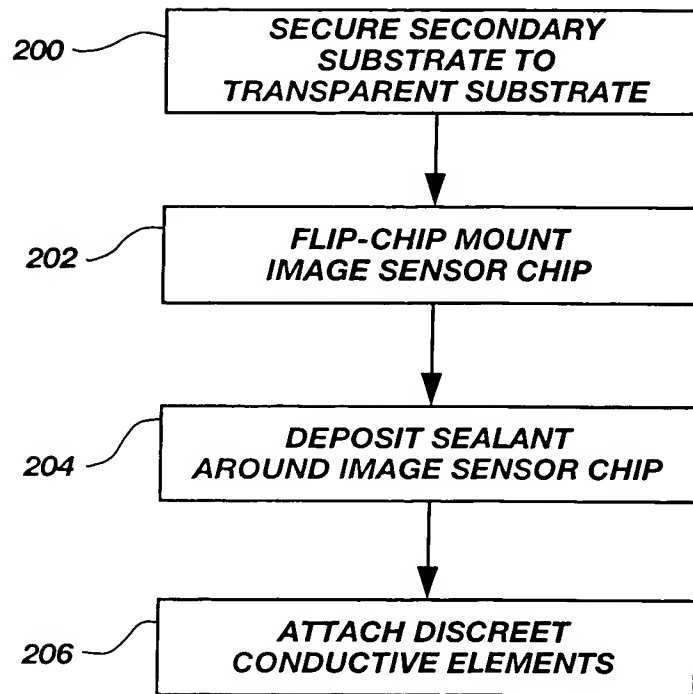 200
SECURE SECONDARY
SUBSTRATE TO
TRANSPARENT SUBSTRATE
202
FLIP-CHIP MOUNT
IMAGE SENSOR CHIP
204
DEPOSIT SEALANT
AROUND IMAGE SENSOR CHIP
206
ATTACH DISCREET
CONDUCTIVE ELEMENTS